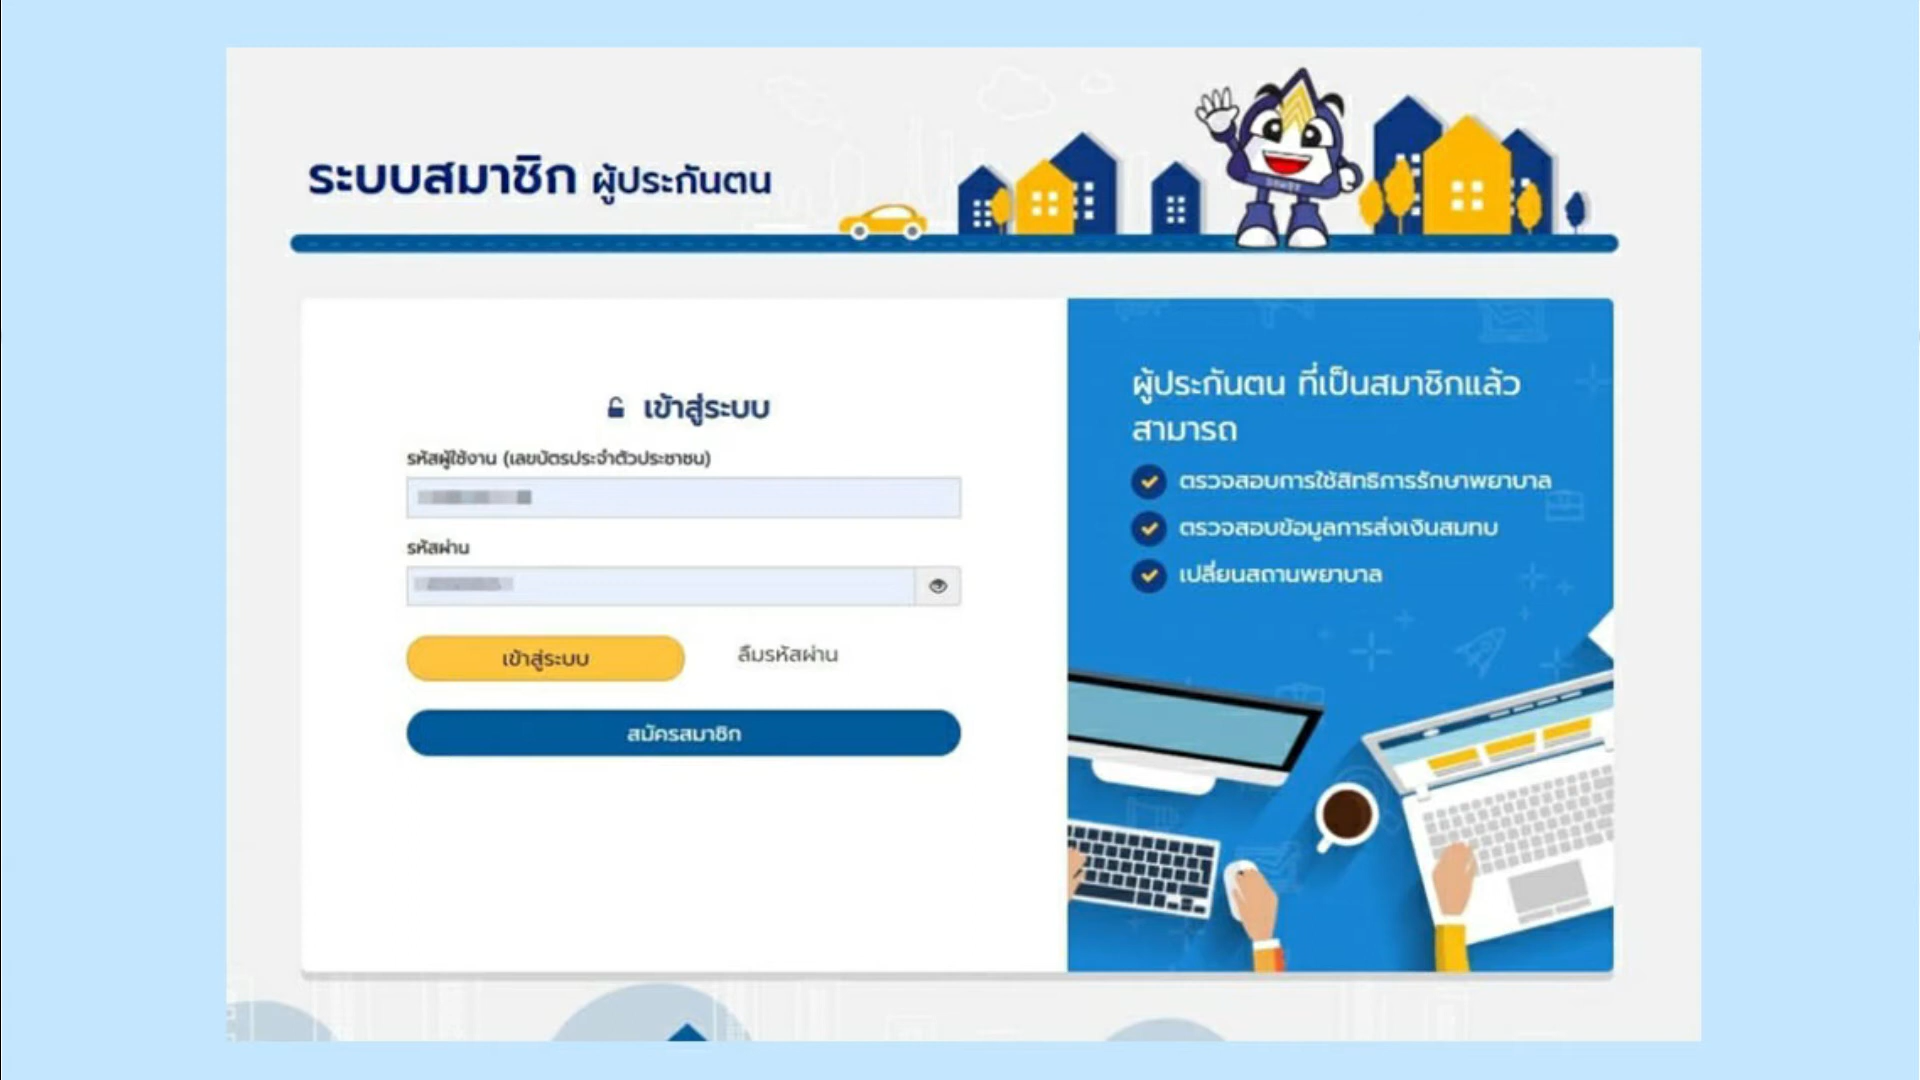 ระบบสมาชิก ผู้ประกันตน
เข้าสู่ระบบ
รหัสผู้ใช้งาน (เลขบัตรประจำตัวประชาชน)
รหัสผ่าน
เข้าสู่ระบบ
ลืมรหัสผ่าน
สมัครสมาชิก
ผู้ประกันตน ที่เป็นสมาชิกแล้ว
สามารถ
ตรวจสอบการใช้สิทธิการรักษาพยาบาล
ตรวจสอบข้อมูลการส่งเงินสมทบ
เปลี่ยนสถานพยาบาล